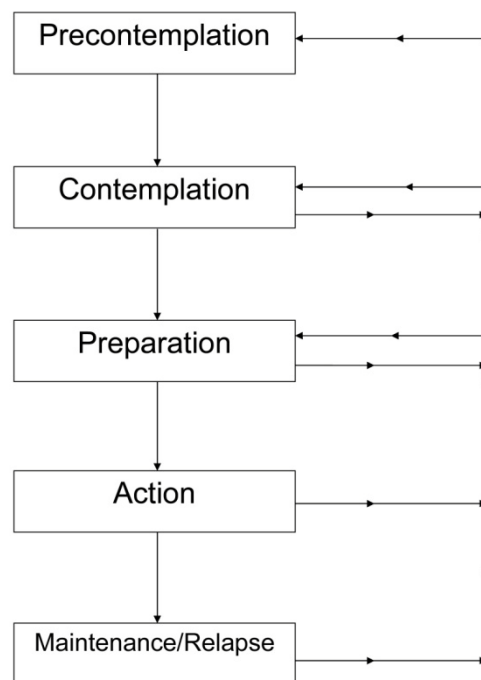 Precontemplation
Contemplation
Preparation
Action
Maintenance/Relapse